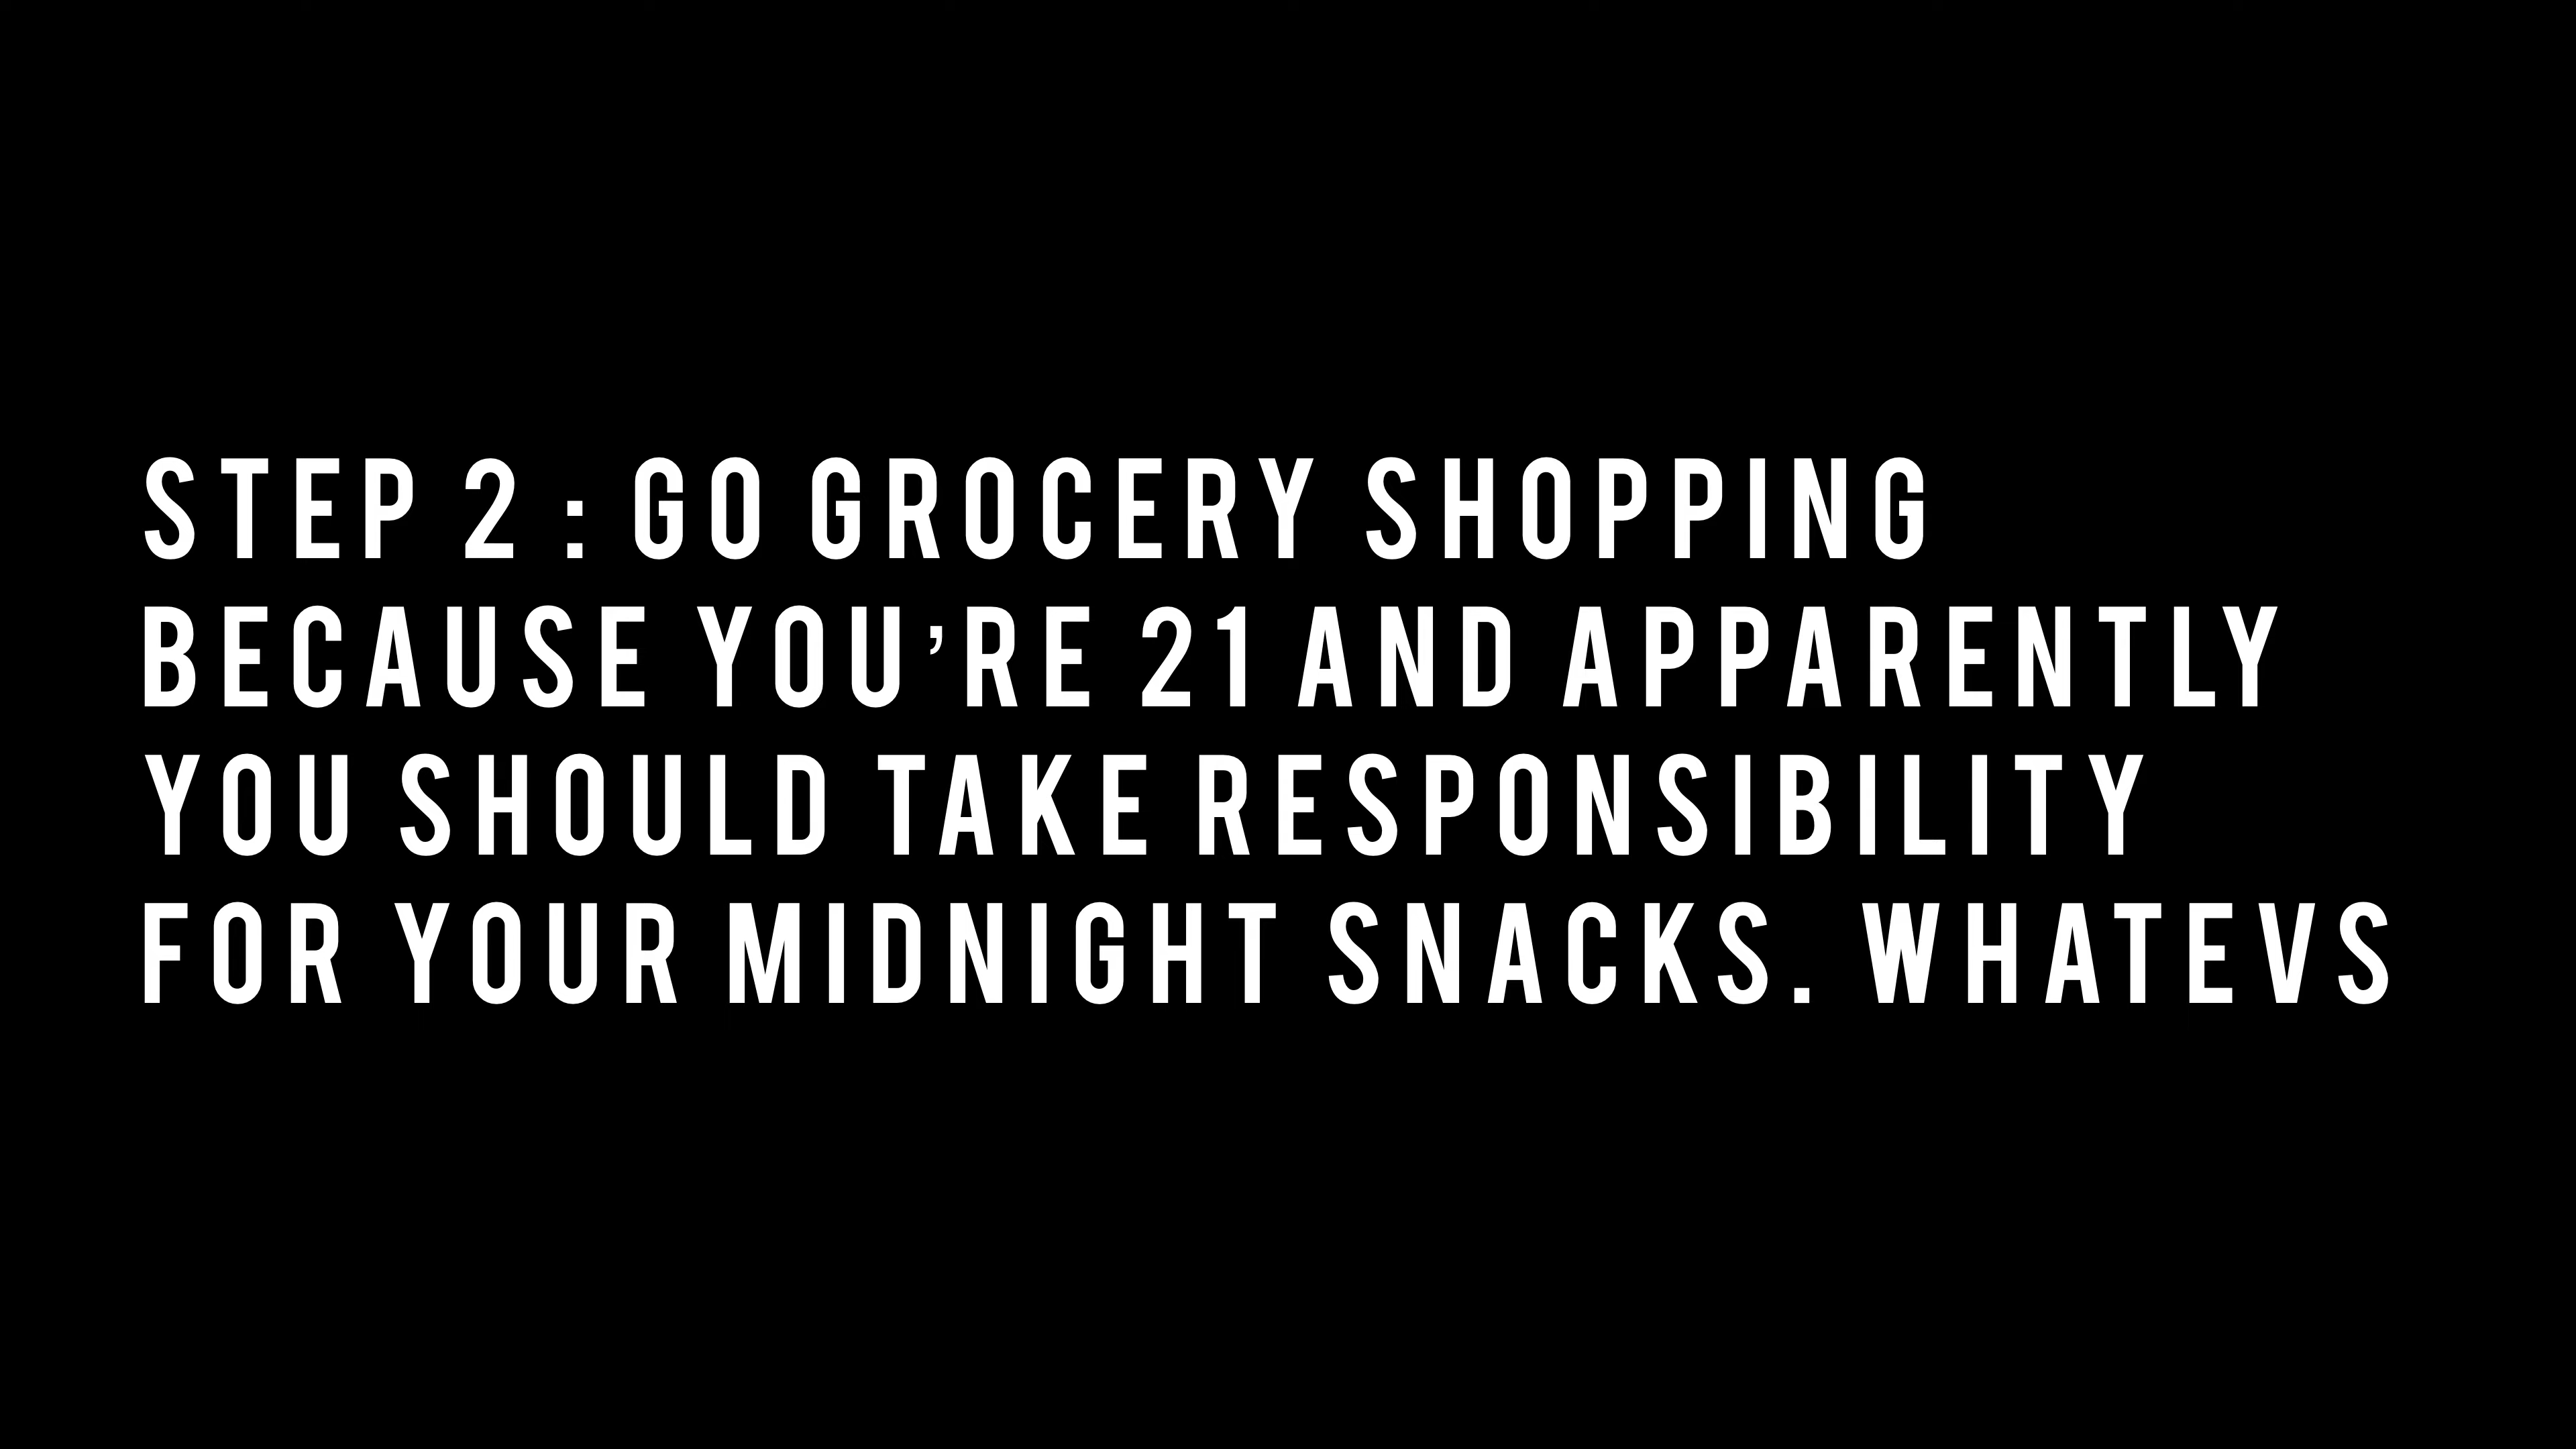 STEP 2 : GO GROCERY SHOPPING
BECAUSE YOU’RE 21 AND APPARENTLY
YOU SHOULD TAKE RESPONSIBILITY
FOR YOUR MIDNIGHT SNACKS. WHATEVS